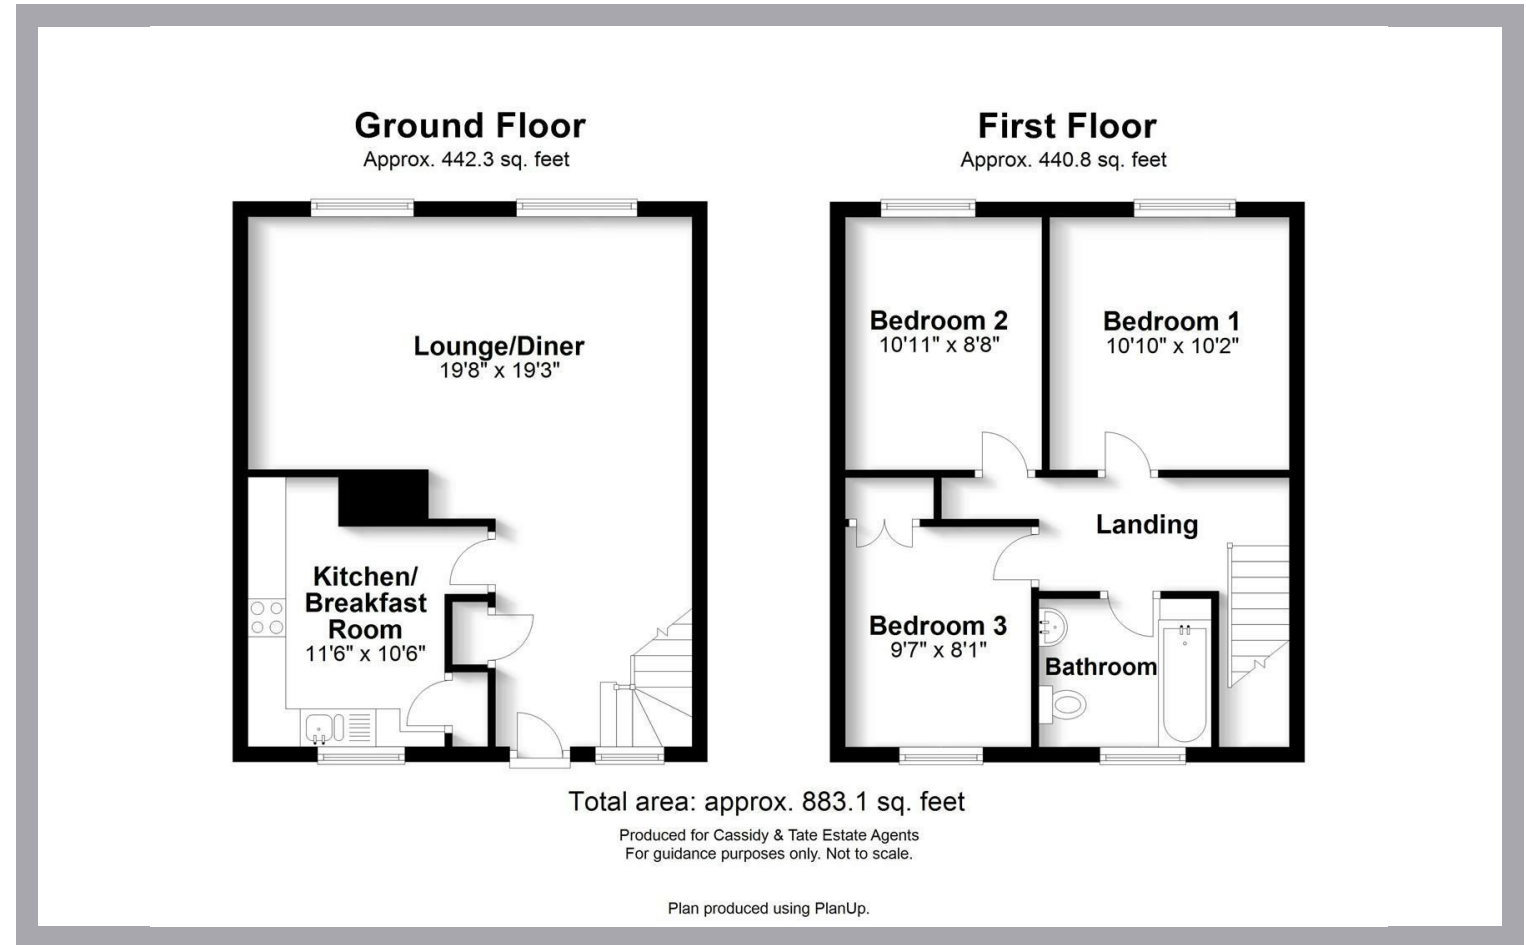 Ground Floor
Approx. 442.3 sq. feet
Lounge/Diner
19'8" x 19'3"
Kitchen/
Breakfast
Room
11'6" x 10'6"
First Floor
Approx. 440.8 sq. feet
Bedroom 2
10'11" x 8'8"
Bedroom 1
10'10" x 10'2"
Landing
Bedroom 3
9'7" x 8'1"
Bathroom
Total area: approx. 883.1 sq. feet
Produced for Cassidy & Tate Estate Agents
For guidance purposes only. Not to scale.
Plan produced using PlanUp.